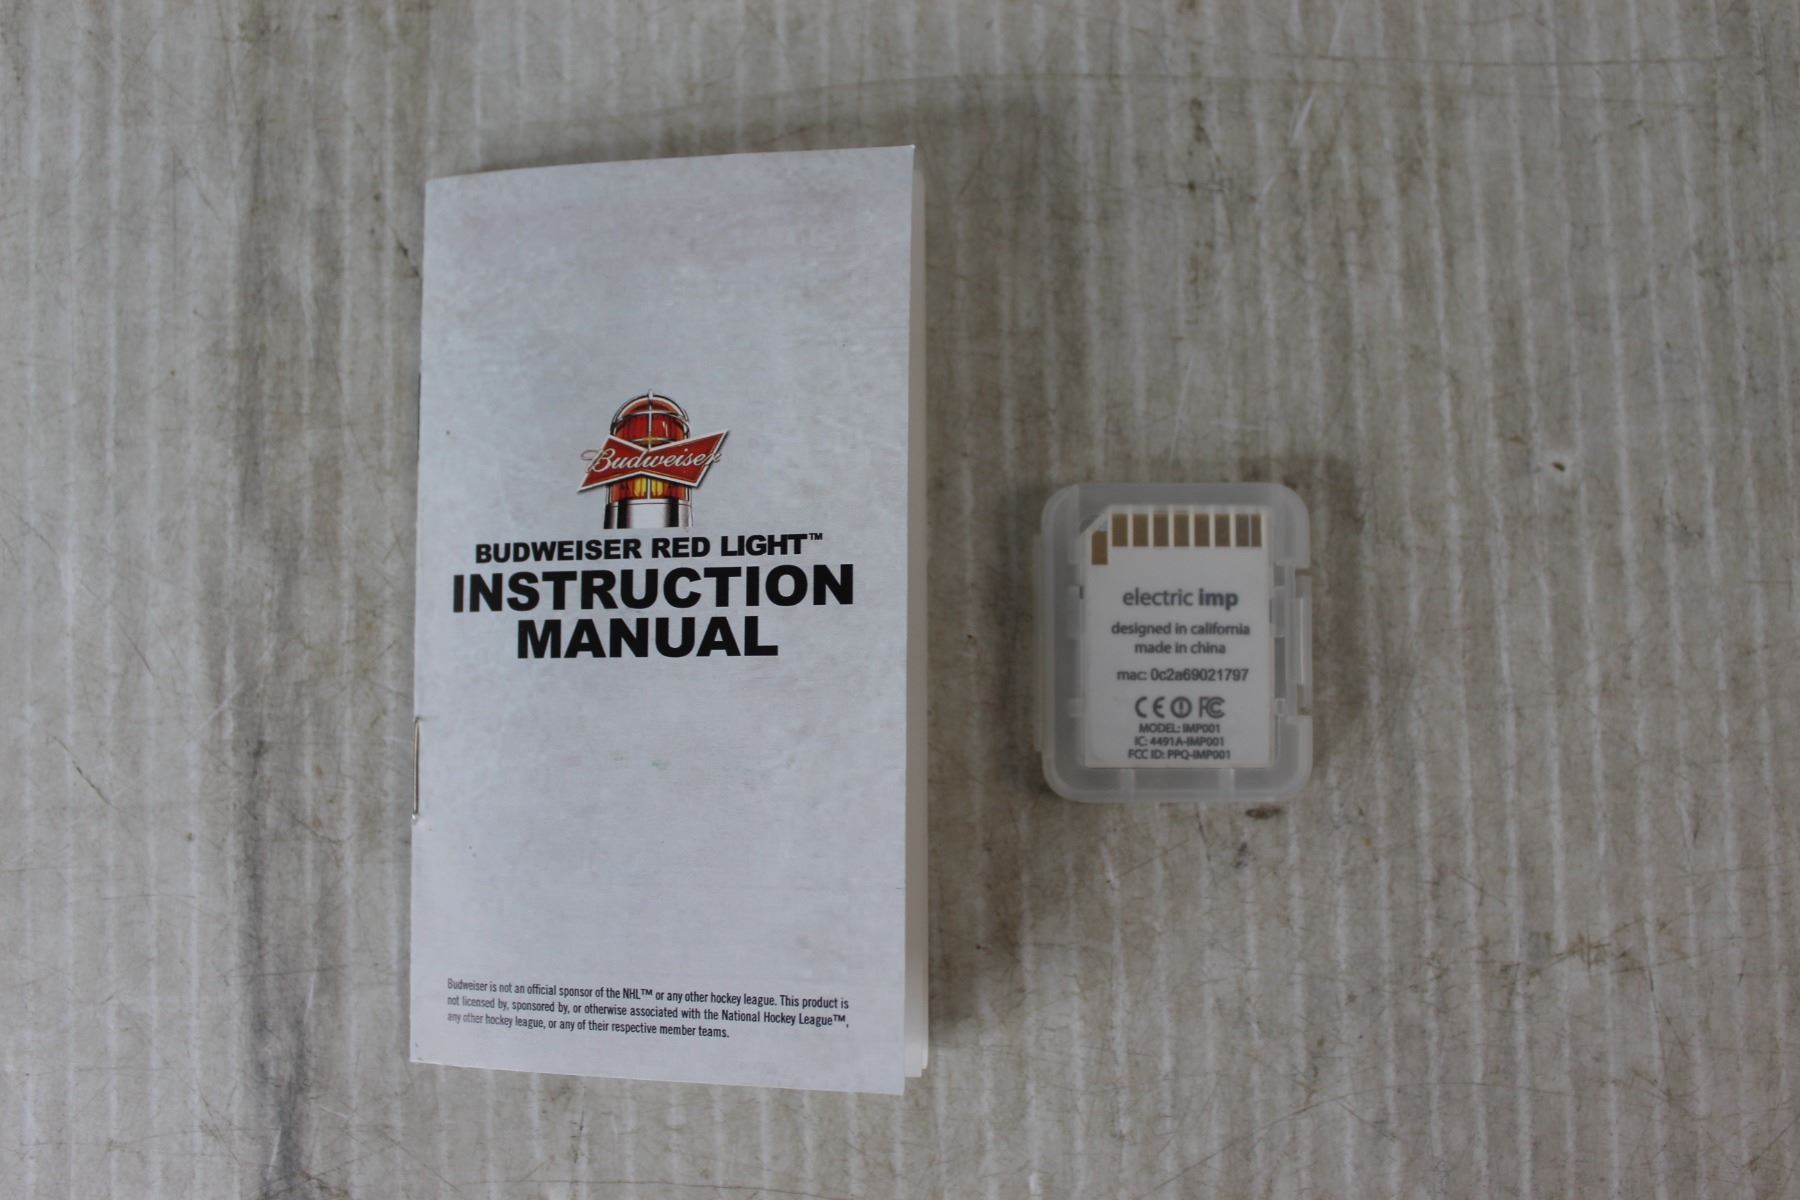 Budweiser
BUDWEISER RED LIGHT™
INSTRUCTION
MANUAL
Budweiser is not an official sponsor of the NHL™ or any other hockey league. This product is
not licensed by, sponsored by, or otherwise associated with the National Hockey League™,
any other hockey league, or any of their respective member teams.
electric imp
designed in california
made in china
mac: 0c2a69021797
CE FC
MODEL: IMP001
IC: 4491A-IMP001
FCC ID: PPQ-IMP001